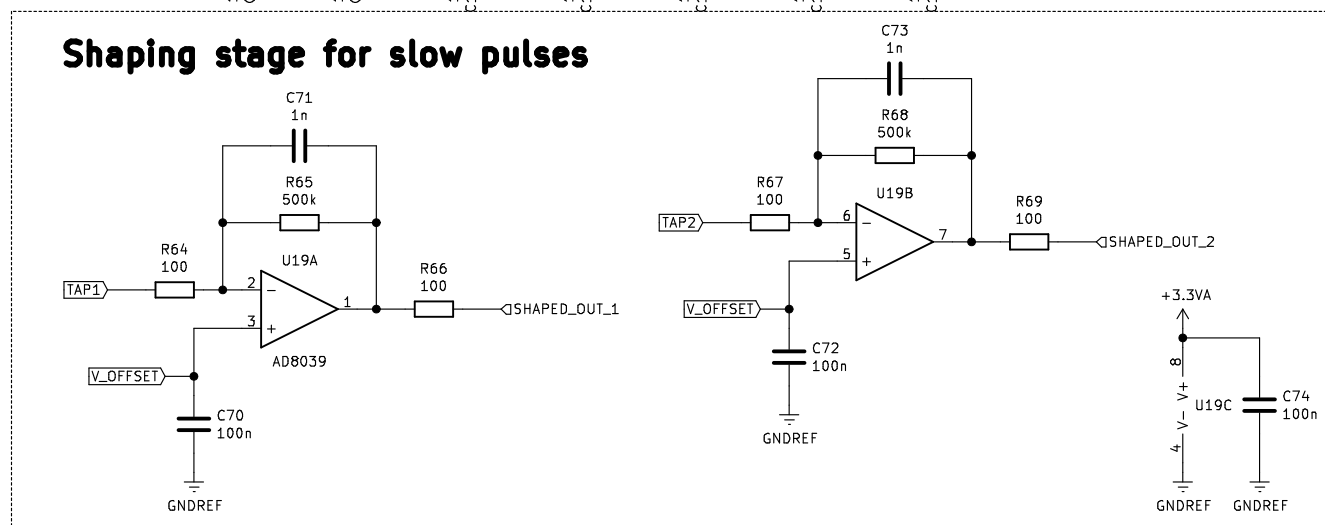 Shaping stage for slow pulses
C71
1n
R65
500k
R64
100
U19A
TAP1
2
3
1
AD8039
R66
100
SHAPED_OUT_1
V_OFFSET
C70
100n
GNDREF
C73
1n
R68
500k
R67
100
U19B
TAP2
6
5
7
R69
100
SHAPED_OUT_2
V_OFFSET
C72
100n
GNDREF
+3.3VA
8
V+
V-
4
U19C
C74
100n
GNDREF
GNDREF